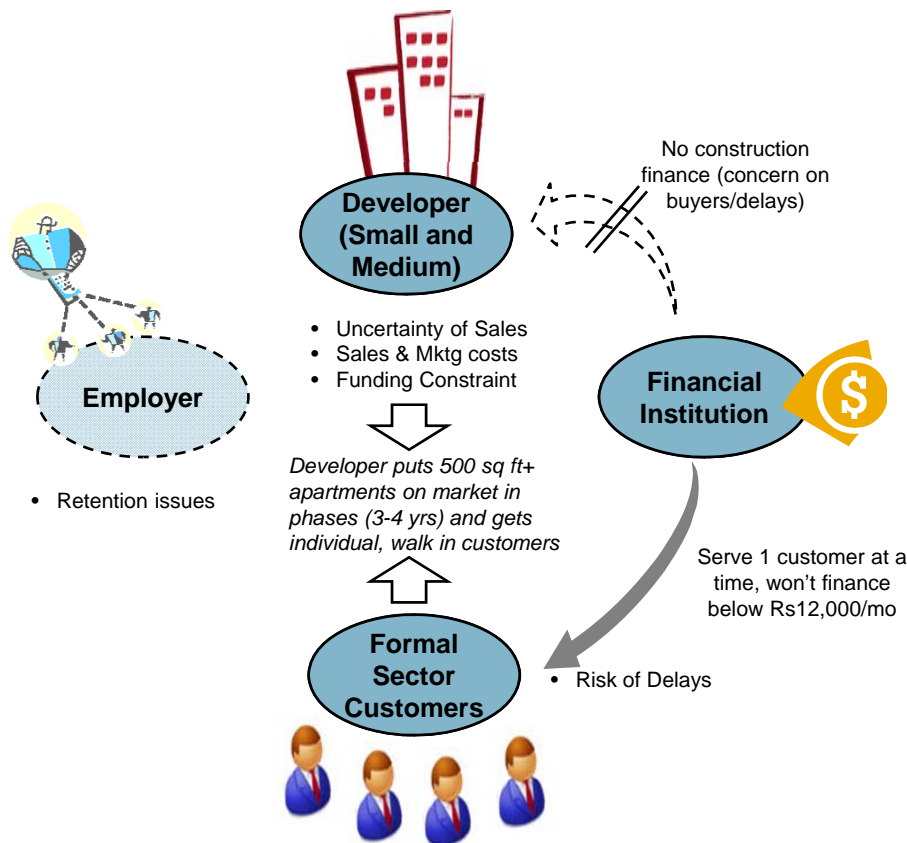 No construction
finance (concern on
buyers/delays)
Developer
(Small and
Medium)
• Uncertainty of Sales
• Sales & Mktg costs
• Funding Constraint
Employer
• Retention issues
Financial
Institution
$
Developer puts 500 sq ft+
apartments on market in
phases (3-4 yrs) and gets
individual, walk in customers
Serve 1 customer at a
time, won’t finance
below Rs12,000/mo
Formal
Sector
Customers
• Risk of Delays